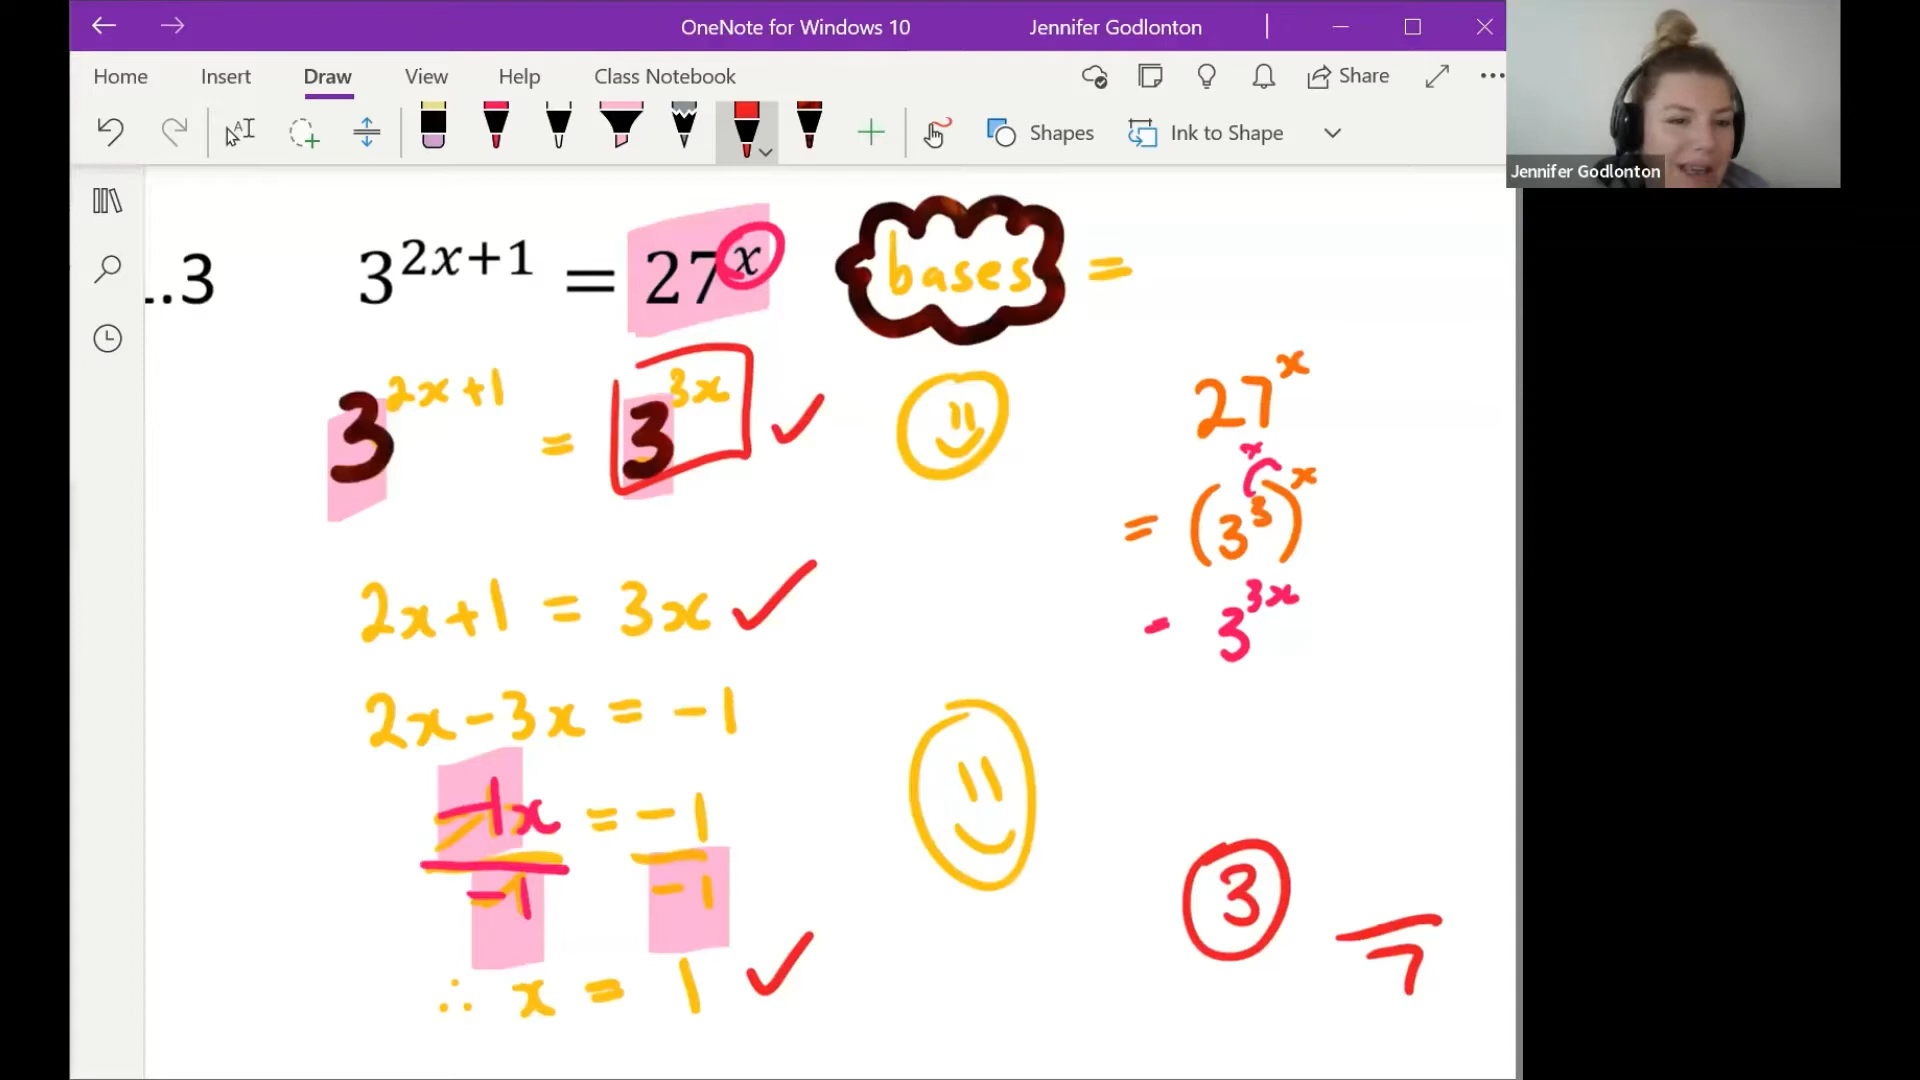 OneNote for Windows 10
Jennifer Godlonton
Home Insert Draw View Help Class Notebook
Share
Shapes
Ink to Shape
Jennifer Godlonton
..3
3^{2x+1} = 27^x
bases =
3^{2x+1} = 3^{3x} ✓
27^x
= (3^3)^x
x
- 3^{3x}
2x+1 = 3x ✓
2x-3x = -1
-1x = -1
-1 -1
∴ x = 1 ✓
3
7